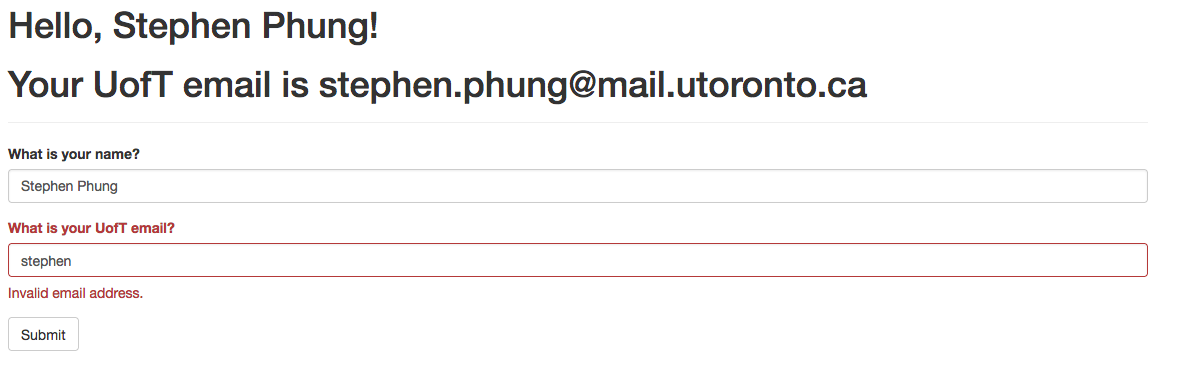 Hello, Stephen Phung!
Your UofT email is stephen.phung@mail.utoronto.ca
What is your name?
Stephen Phung
What is your UofT email?
stephen
Invalid email address.
Submit